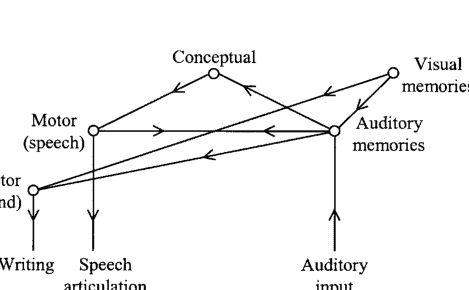 Conceptual
Visual
memories
Motor
(speech)
Auditory
memories
Writing
Speech
articulation
Auditory
input